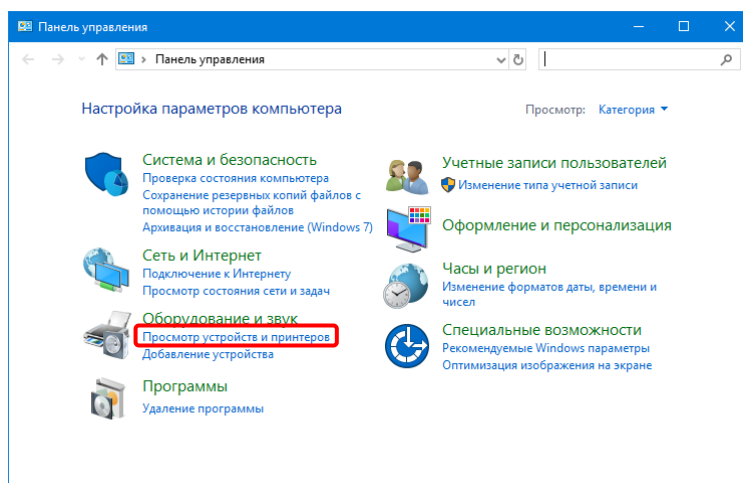 Панель управления
Панель управления
Настройка параметров компьютера
Просмотр: Категория
Система и безопасность
Проверка состояния компьютера
Сохранение резервных копий файлов с
помощью истории файлов
Архивация и восстановление (Windows 7)
Сеть и Интернет
Подключение к Интернету
Просмотр состояния сети и задач
Оборудование и звук
Просмотр устройств и принтеров
Добавление устройства
Программы
Удаление программы
Учетные записи пользователей
Изменение типа учетной записи
Оформление и персонализация
Часы и регион
Изменение форматов даты, времени и
чисел
Специальные возможности
Рекомендуемые Windows параметры
Оптимизация изображения на экране